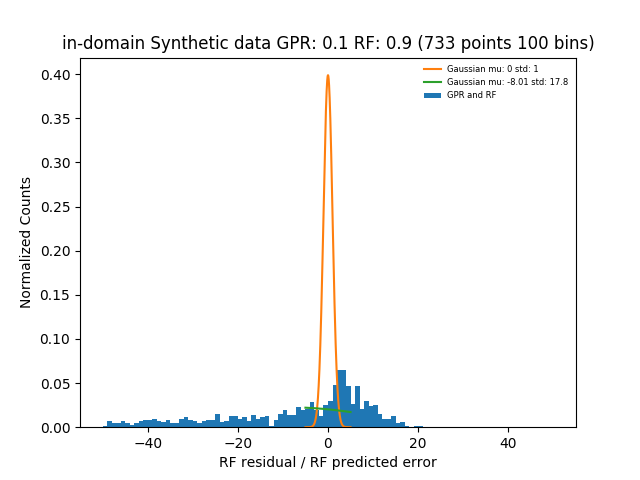 in-domain Synthetic data GPR: 0.1 RF: 0.9 (733 points 100 bins)
Gaussian mu: 0 std: 1
Gaussian mu: -8.01 std: 17.8
GPR and RF
Normalized Counts
0.40
0.35
0.30
0.25
0.20
0.15
0.10
0.05
0.00
−40 −20 0 20 40
RF residual / RF predicted error